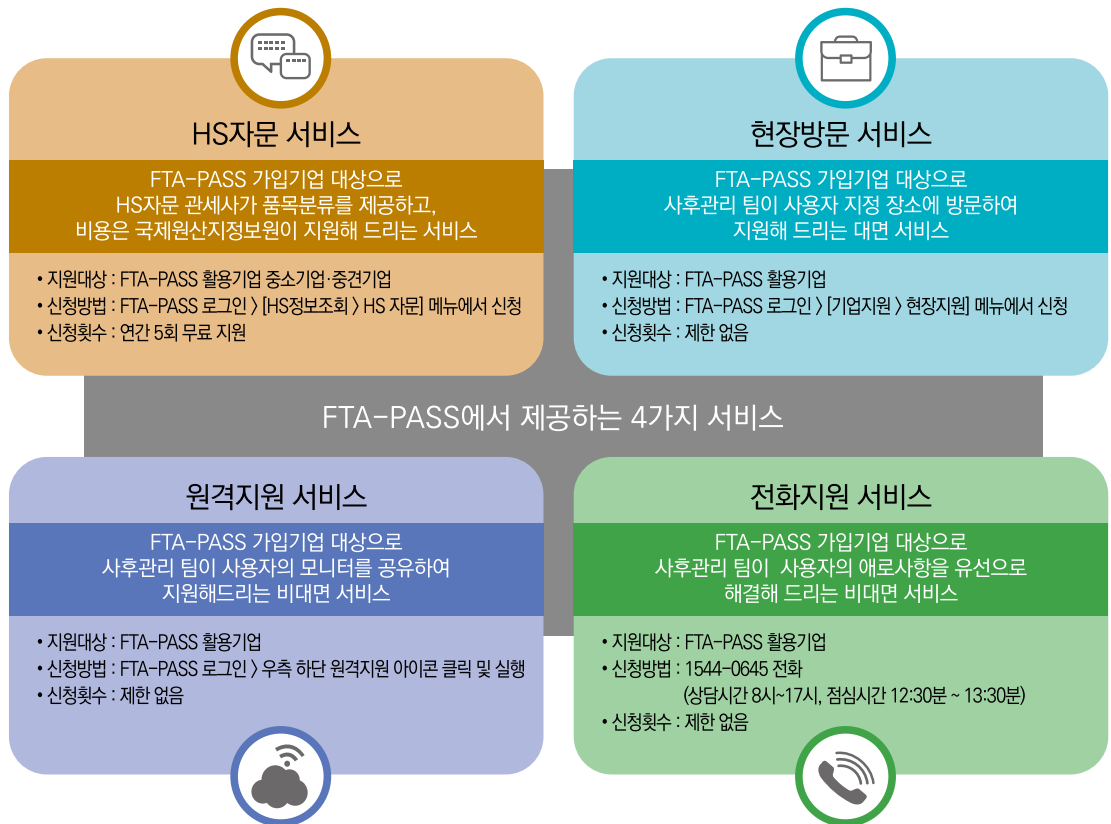 HS자문 서비스
FTA-PASS 가입기업 대상으로
HS자문 관세사가 품목분류를 제공하고,
비용은 국제원산지정보원이 지원해 드리는 서비스
• 지원대상 : FTA-PASS 활용기업 중소기업·중견기업
• 신청방법 : FTA-PASS 로그인 > [HS정보조회 > HS 자문] 메뉴에서 신청
• 신청횟수 : 연간 5회 무료 지원
현장방문 서비스
FTA-PASS 가입기업 대상으로
사후관리 팀이 사용자 지정 장소에 방문하여
지원해 드리는 대면 서비스
• 지원대상 : FTA-PASS 활용기업
• 신청방법 : FTA-PASS 로그인 > [기업지원 > 현장지원] 메뉴에서 신청
• 신청횟수 : 제한 없음
FTA-PASS에서 제공하는 4가지 서비스
원격지원 서비스
FTA-PASS 가입기업 대상으로
사후관리 팀이 사용자의 모니터를 공유하여
지원해드리는 비대면 서비스
• 지원대상 : FTA-PASS 활용기업
• 신청방법 : FTA-PASS 로그인 > 우측 하단 원격지원 아이콘 클릭 및 실행
• 신청횟수 : 제한 없음
전화지원 서비스
FTA-PASS 가입기업 대상으로
사후관리 팀이 사용자의 애로사항을 유선으로
해결해 드리는 비대면 서비스
• 지원대상 : FTA-PASS 활용기업
• 신청방법 : 1544-0645 전화
(상담시간 8시~17시, 점심시간 12:30분 ~ 13:30분)
• 신청횟수 : 제한 없음